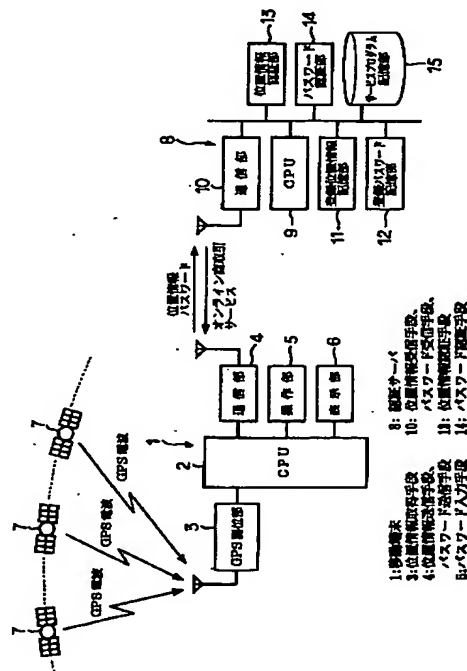 7
7
7
GPS電波
GPS電波
GPS電波
1
2
CPU
3
GPS測位部
通信部
4
操作部
5
表示部
6
位置情報
パスワード
オンライン商取引
サービス
8
10
通信部
9
CPU
11
登録位置情報
記憶部
12
登録パスワード
記憶部
13
位置情報
認証部
14
パスワード
認証部
15
サービスプログラム
記憶部
1:移動端末
3:位置情報取得手段
4:位置情報送信手段、
パスワード送信手段
5:パスワード入力手段
8:認証サーバ
10:位置情報受信手段、
パスワード受信手段
13:位置情報認証手段
14:パスワード認証手段